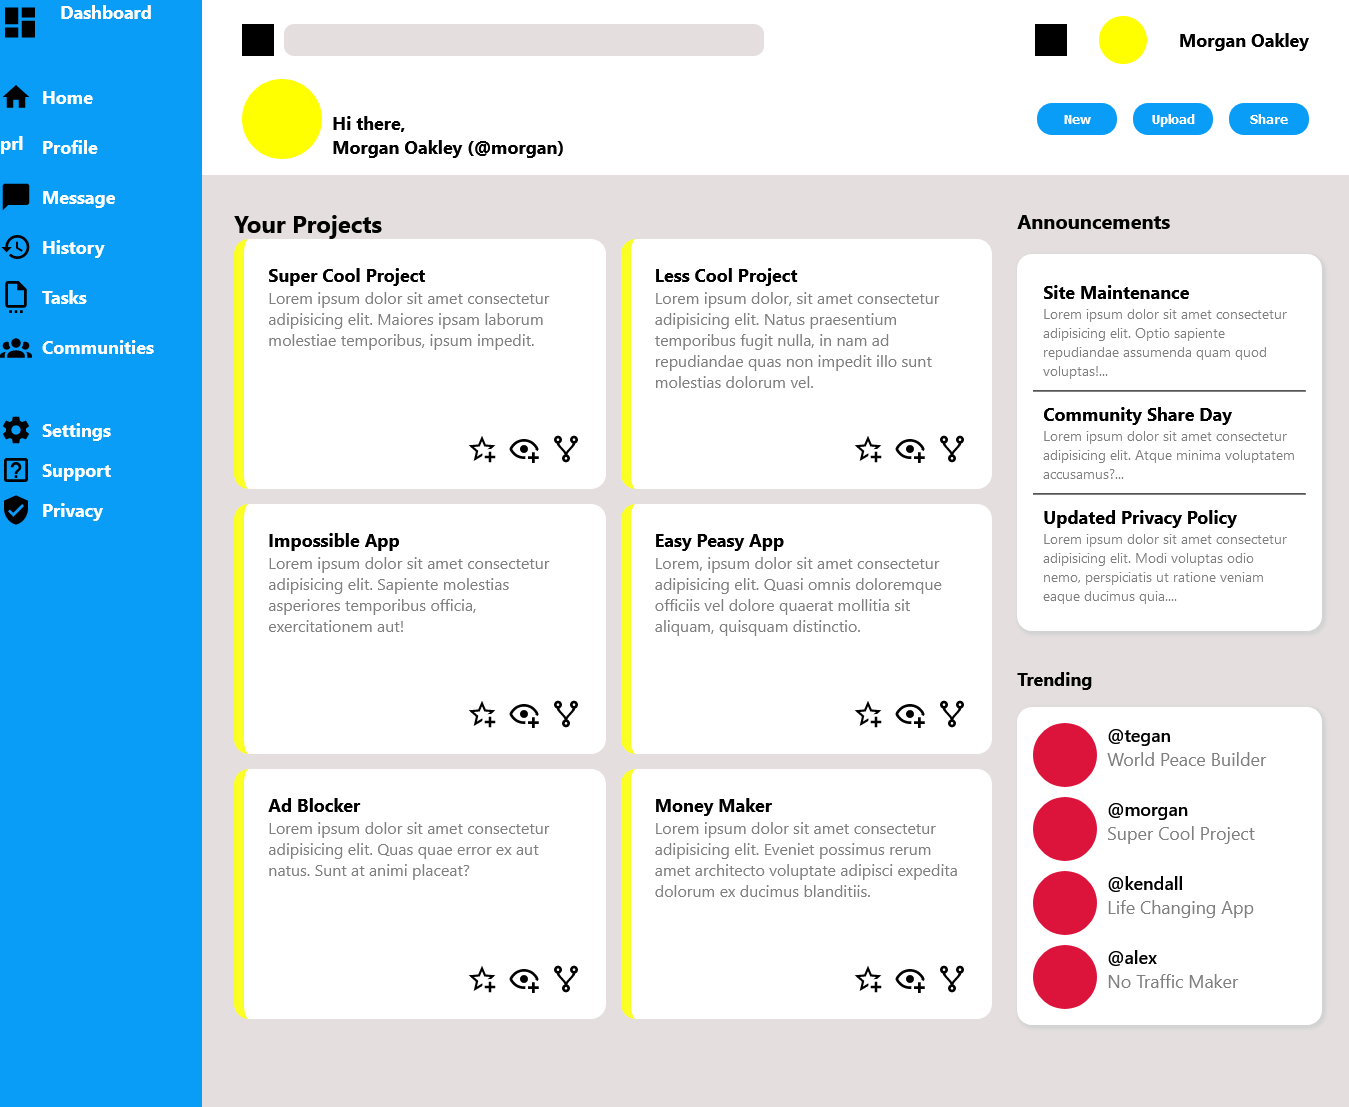 Dashboard
Home
prl
Profile
Message
History
Tasks
Communities
Settings
Support
Privacy
Morgan Oakley
Hi there,
Morgan Oakley (@morgan)
New
Upload
Share
Your Projects
Super Cool Project
Lorem ipsum dolor sit amet consectetur
adipisicing elit. Maiores ipsam laborum
molestiae temporibus, ipsum impedit.
Less Cool Project
Lorem ipsum dolor, sit amet consectetur
adipisicing elit. Natus praesentium
temporibus fugit nulla, in nam ad
repudiandae quas non impedit illo sunt
molestias dolorum vel.
Impossible App
Lorem ipsum dolor sit amet consectetur
adipisicing elit. Sapiente molestias
asperiores temporibus officia,
exercitationem aut!
Easy Peasy App
Lorem, ipsum dolor sit amet consectetur
adipisicing elit. Quasi omnis doloremque
officiis vel dolore quaerat mollitia sit
aliquam, quisquam distinctio.
Ad Blocker
Lorem ipsum dolor sit amet consectetur
adipisicing elit. Quas quae error ex aut
natus. Sunt at animi placeat?
Money Maker
Lorem ipsum dolor sit amet consectetur
adipisicing elit. Eveniet possimus rerum
amet architecto voluptate adipisci expedita
dolorum ex ducimus blanditiis.
Announcements
Site Maintenance
Lorem ipsum dolor sit amet consectetur
adipisicing elit. Optio sapiente
repudiandae assumenda quam quod
voluptas!...
Community Share Day
Lorem ipsum dolor sit amet consectetur
adipisicing elit. Atque minima voluptatem
accusamus?...
Updated Privacy Policy
Lorem ipsum dolor sit amet consectetur
adipisicing elit. Modi voluptas odio
nemo, perspiciatis ut ratione veniam
eaque ducimus quia....
Trending
@tegan
World Peace Builder
@morgan
Super Cool Project
@kendall
Life Changing App
@alex
No Traffic Maker